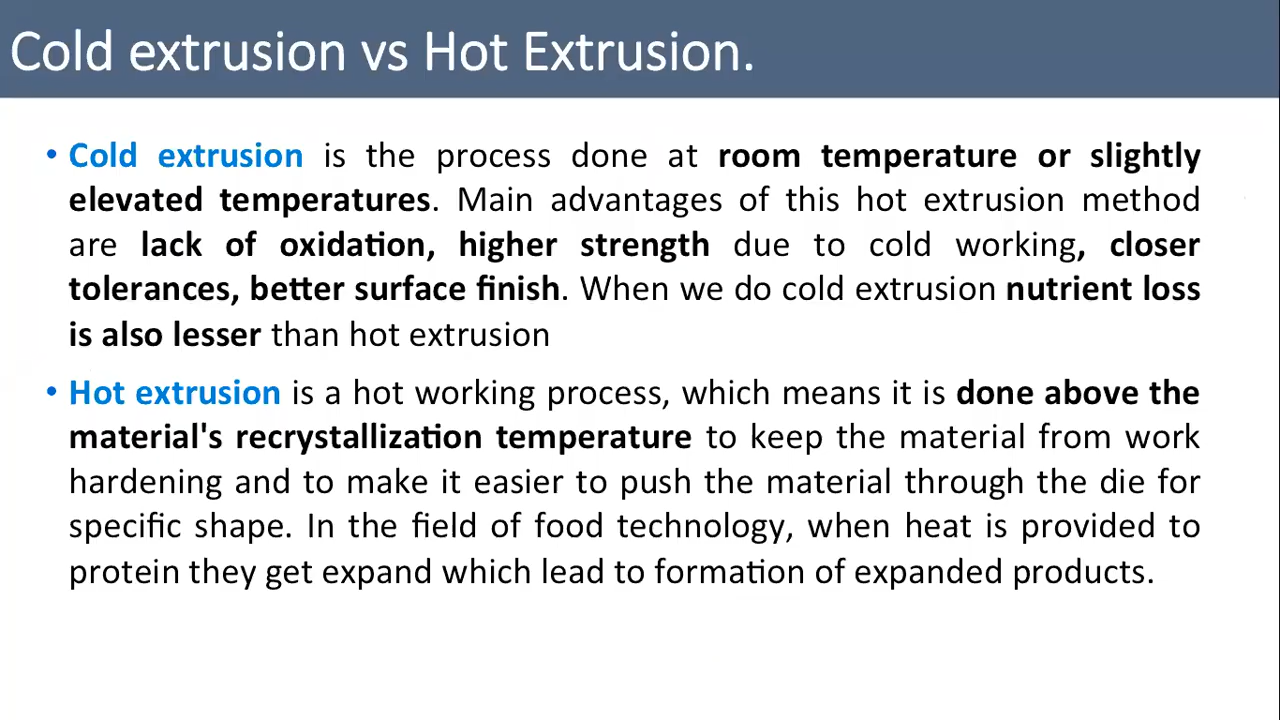 Cold extrusion vs Hot Extrusion.
• Cold extrusion is the process done at room temperature or slightly
elevated temperatures. Main advantages of this hot extrusion method
are lack of oxidation, higher strength due to cold working, closer
tolerances, better surface finish. When we do cold extrusion nutrient loss
is also lesser than hot extrusion
• Hot extrusion is a hot working process, which means it is done above the
material's recrystallization temperature to keep the material from work
hardening and to make it easier to push the material through the die for
specific shape. In the field of food technology, when heat is provided to
protein they get expand which lead to formation of expanded products.